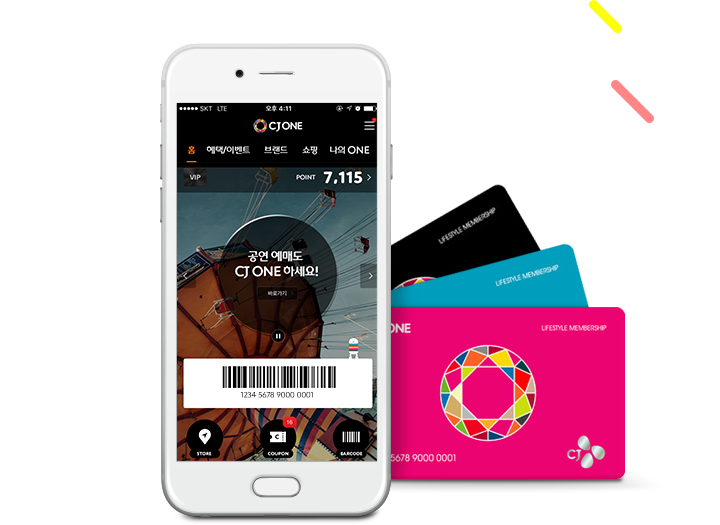 SKT LTE 오후 4:11
CJ ONE
홈 혜택/이벤트 브랜드 쇼핑 나의 ONE
VIP POINT 7,115
공연 예매도
CJ ONE 하세요!
바로가기
1234 5678 9000 0001
16
STORE COUPON BARCODE
LIFESTYLE MEMBERSHIP
LIFESTYLE MEMBERSHIP
ONE LIFESTYLE MEMBERSHIP
5678 9000 0001
CJ